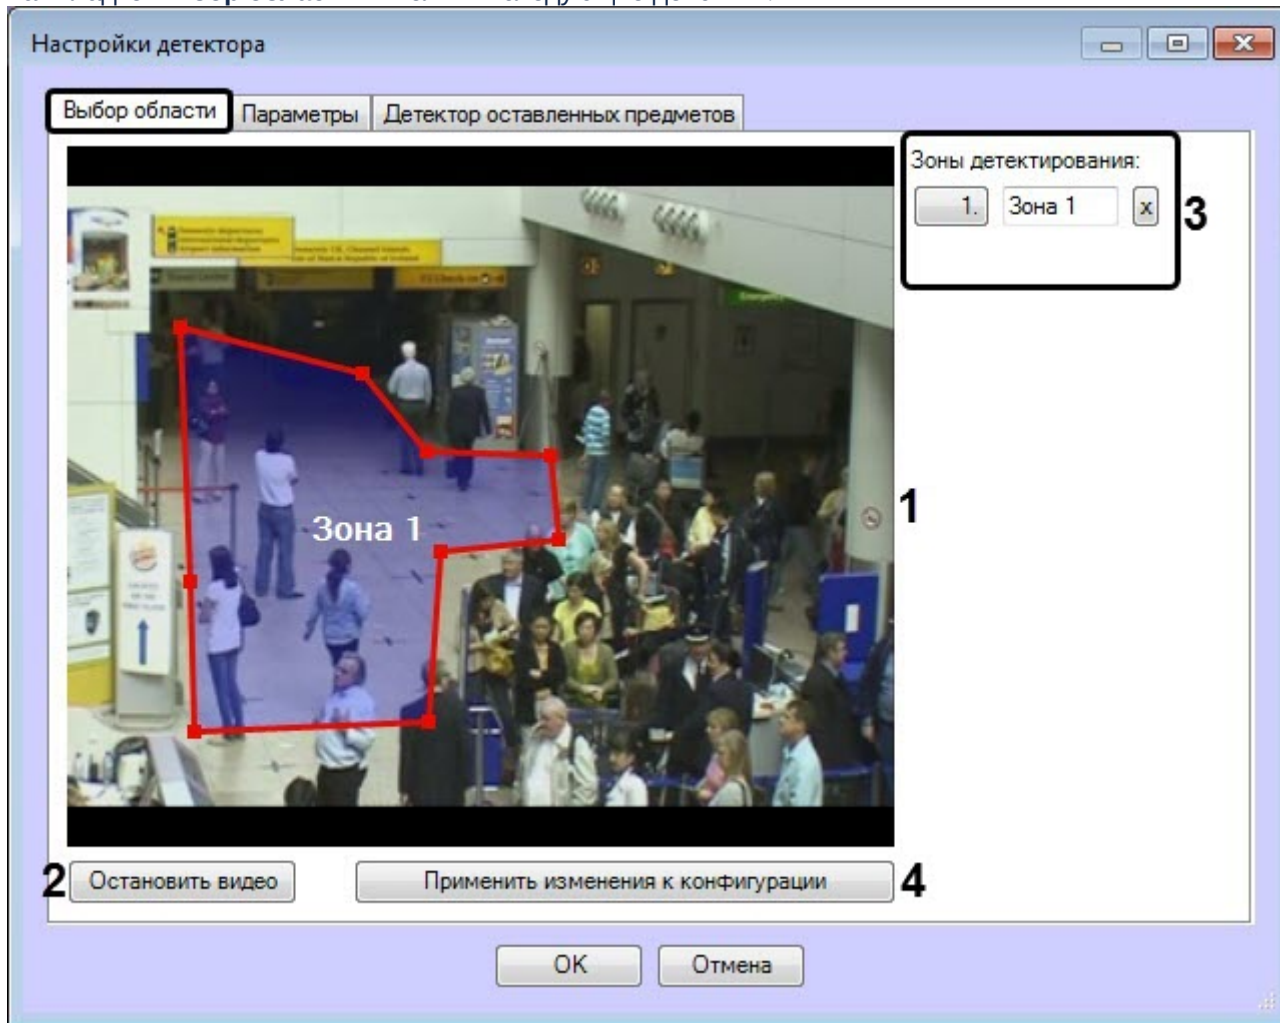 Настройки детектора
Выбор области
Параметры
Детектор оставленных предметов
Зоны детектирования:
1.
Зона 1
x
3
Зона 1
1
2
Остановить видео
Применить изменения к конфигурации
4
OK
Отмена